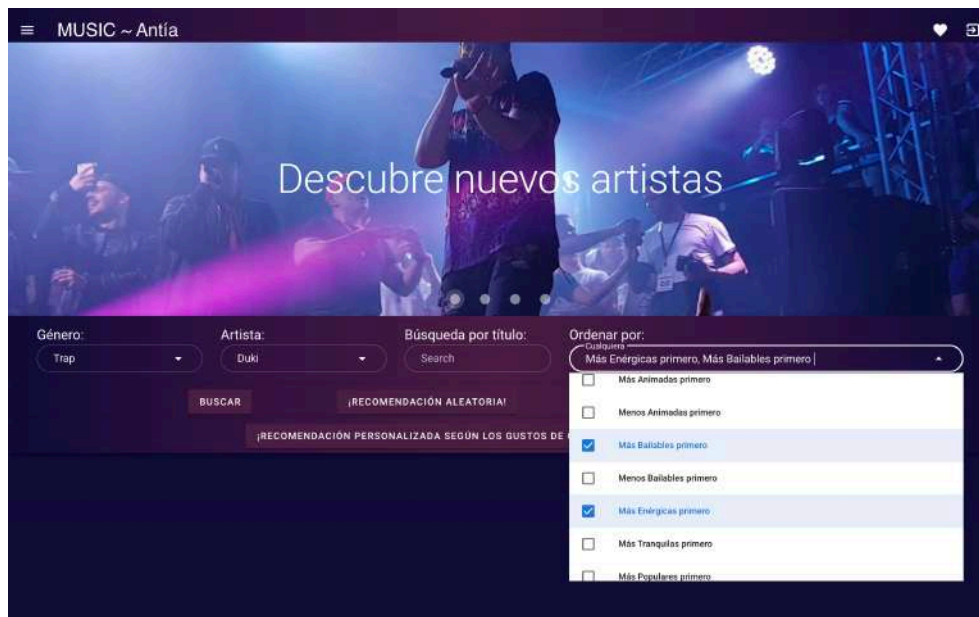 MUSIC ~ Antía
Descubre nuevos artistas
Género:
Artista:
Búsqueda por título:
Ordenar por:
Trap
Duki
Search
Cualquiera
Más Enérgicas primero, Más Bailables primero
BUSCAR
¡RECOMENDACIÓN ALEATORIA!
¡RECOMENDACIÓN PERSONALIZADA SEGÚN LOS GUSTOS DE
Más Animadas primero
Menos Animadas primero
Más Bailables primero
Menos Bailables primero
Más Enérgicas primero
Más Tranquilas primero
Más Populares primero